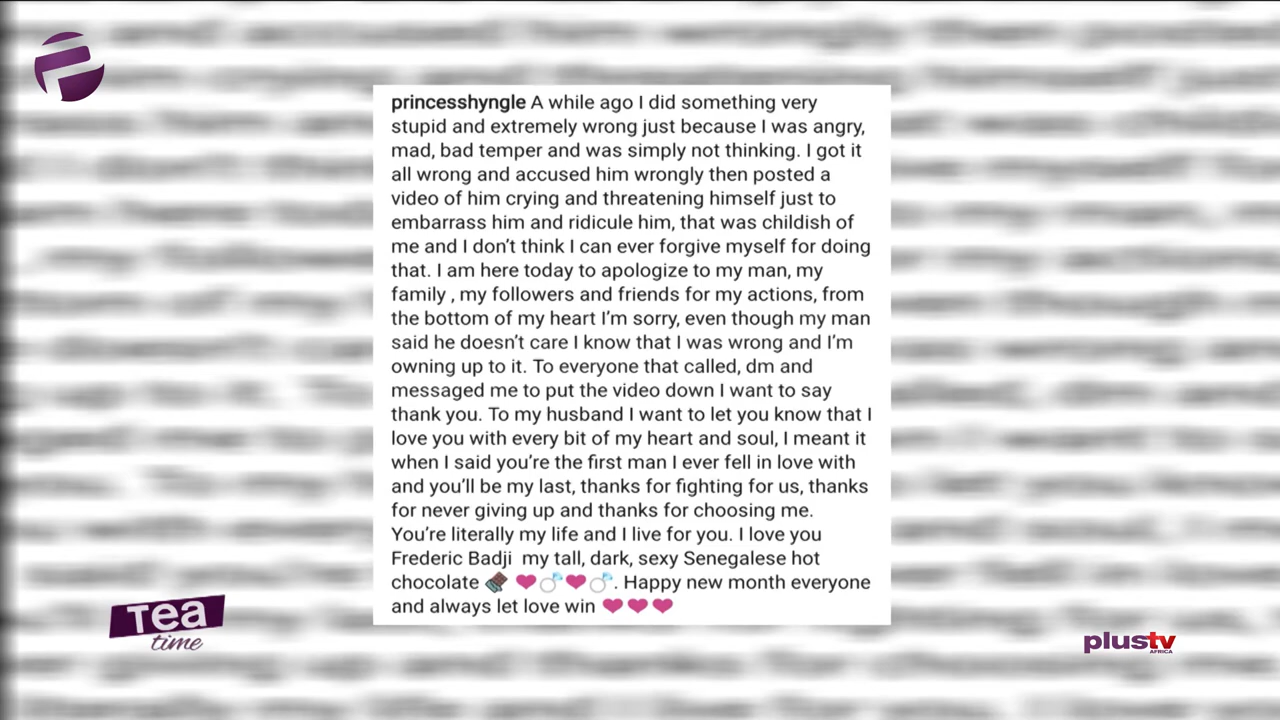 princesshyngle A while ago I did something very
stupid and extremely wrong just because I was angry,
mad, bad temper and was simply not thinking. I got it
all wrong and accused him wrongly then posted a
video of him crying and threatening himself just to
embarrass him and ridicule him, that was childish of
me and I don't think I can ever forgive myself for doing
that. I am here today to apologize to my man, my
family , my followers and friends for my actions, from
the bottom of my heart I'm sorry, even though my man
said he doesn't care I know that I was wrong and I'm
owning up to it. To everyone that called, dm and
messaged me to put the video down I want to say
thank you. To my husband I want to let you know that I
love you with every bit of my heart and soul, I meant it
when I said you're the first man I ever fell in love with
and you'll be my last, thanks for fighting for us, thanks
for never giving up and thanks for choosing me.
You're literally my life and I live for you. I love you
Frederic Badji my tall, dark, sexy Senegalese hot
chocolate 🍫 ❤💍❤💍. Happy new month everyone
and always let love win ❤❤❤
Tea
time
plustv
AFRICA